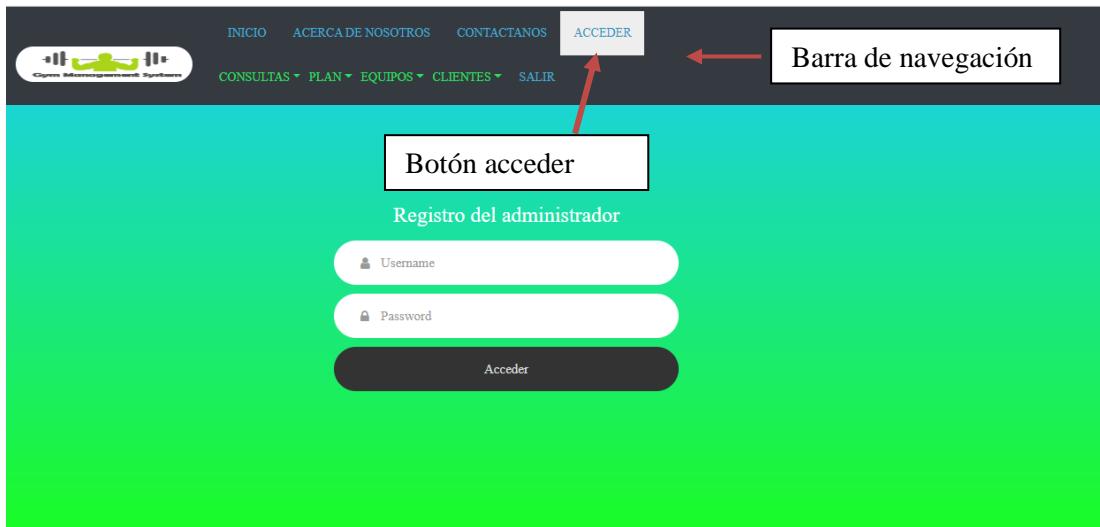 INICIO ACERCA DE NOSOTROS CONTACTANOS ACCEDER
Gym Management System
CONSULTAS PLAN EQUIPOS CLIENTES SALIR
Barra de navegación
Botón acceder
Registro del administrador
Username
Password
Acceder